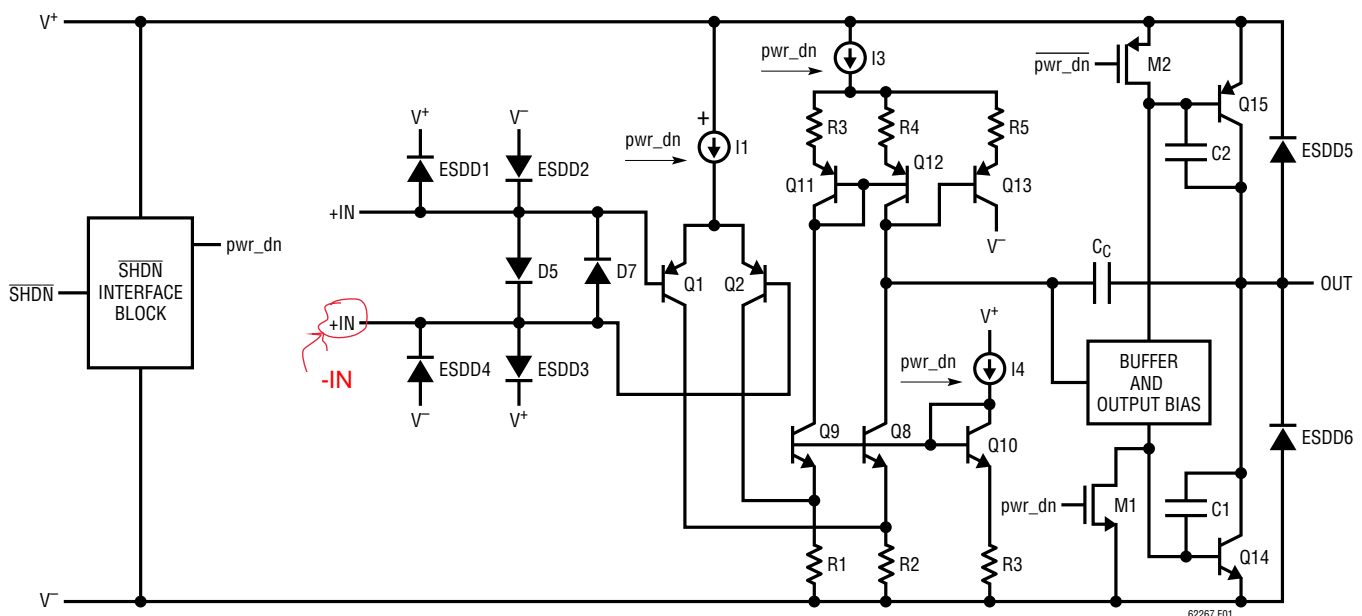 V+
pwr_dn
I3
pwr_dn
M2
Q15
V+
V−
+
R3
R4
R5
pwr_dn
I1
C2
ESDD5
ESDD1
ESDD2
Q12
Q11
Q13
+IN
V−
pwr_dn
CC
SHDN
INTERFACE
BLOCK
D5
D7
Q1
Q2
OUT
SHDN
+IN
V+
-IN
ESDD4
ESDD3
pwr_dn
I4
BUFFER
AND
OUTPUT BIAS
V−
V+
Q9
Q8
Q10
ESDD6
pwr_dn
M1
C1
R1
R2
R3
Q14
V−
62267 F01